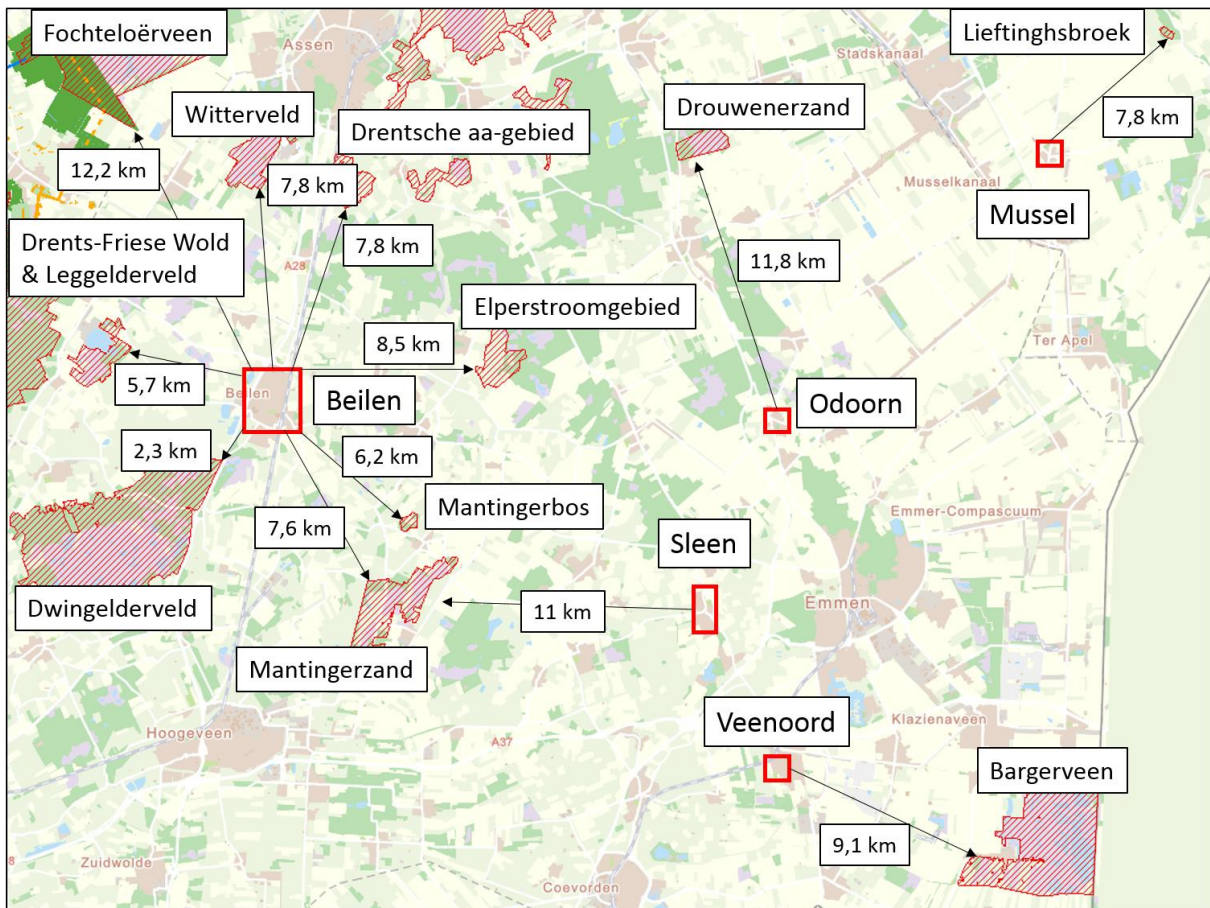 Fochteloërveen
Assen
Lieftinghsbroek
Stadskanaal
Witterveld
Drentsche aa-gebied
Drouwenerzand
7,8 km
12,2 km
7,8 km
Musselkanaal
Mussel
Drents-Friese Wold
& Leggelderveld
7,8 km
A28
11,8 km
Elperstroomgebied
8,5 km
Ter Apel
5,7 km
Beilen
Beilen
Odoorn
2,3 km
6,2 km
Mantingerbos
Emmer-Compascuum
7,6 km
Sleen
Dwingelderveld
11 km
Emmen
Mantingerzand
Veenoord
Klazienaveen
Hoogeveen
A37
Bargerveen
9,1 km
Zuidwolde
Coevorden